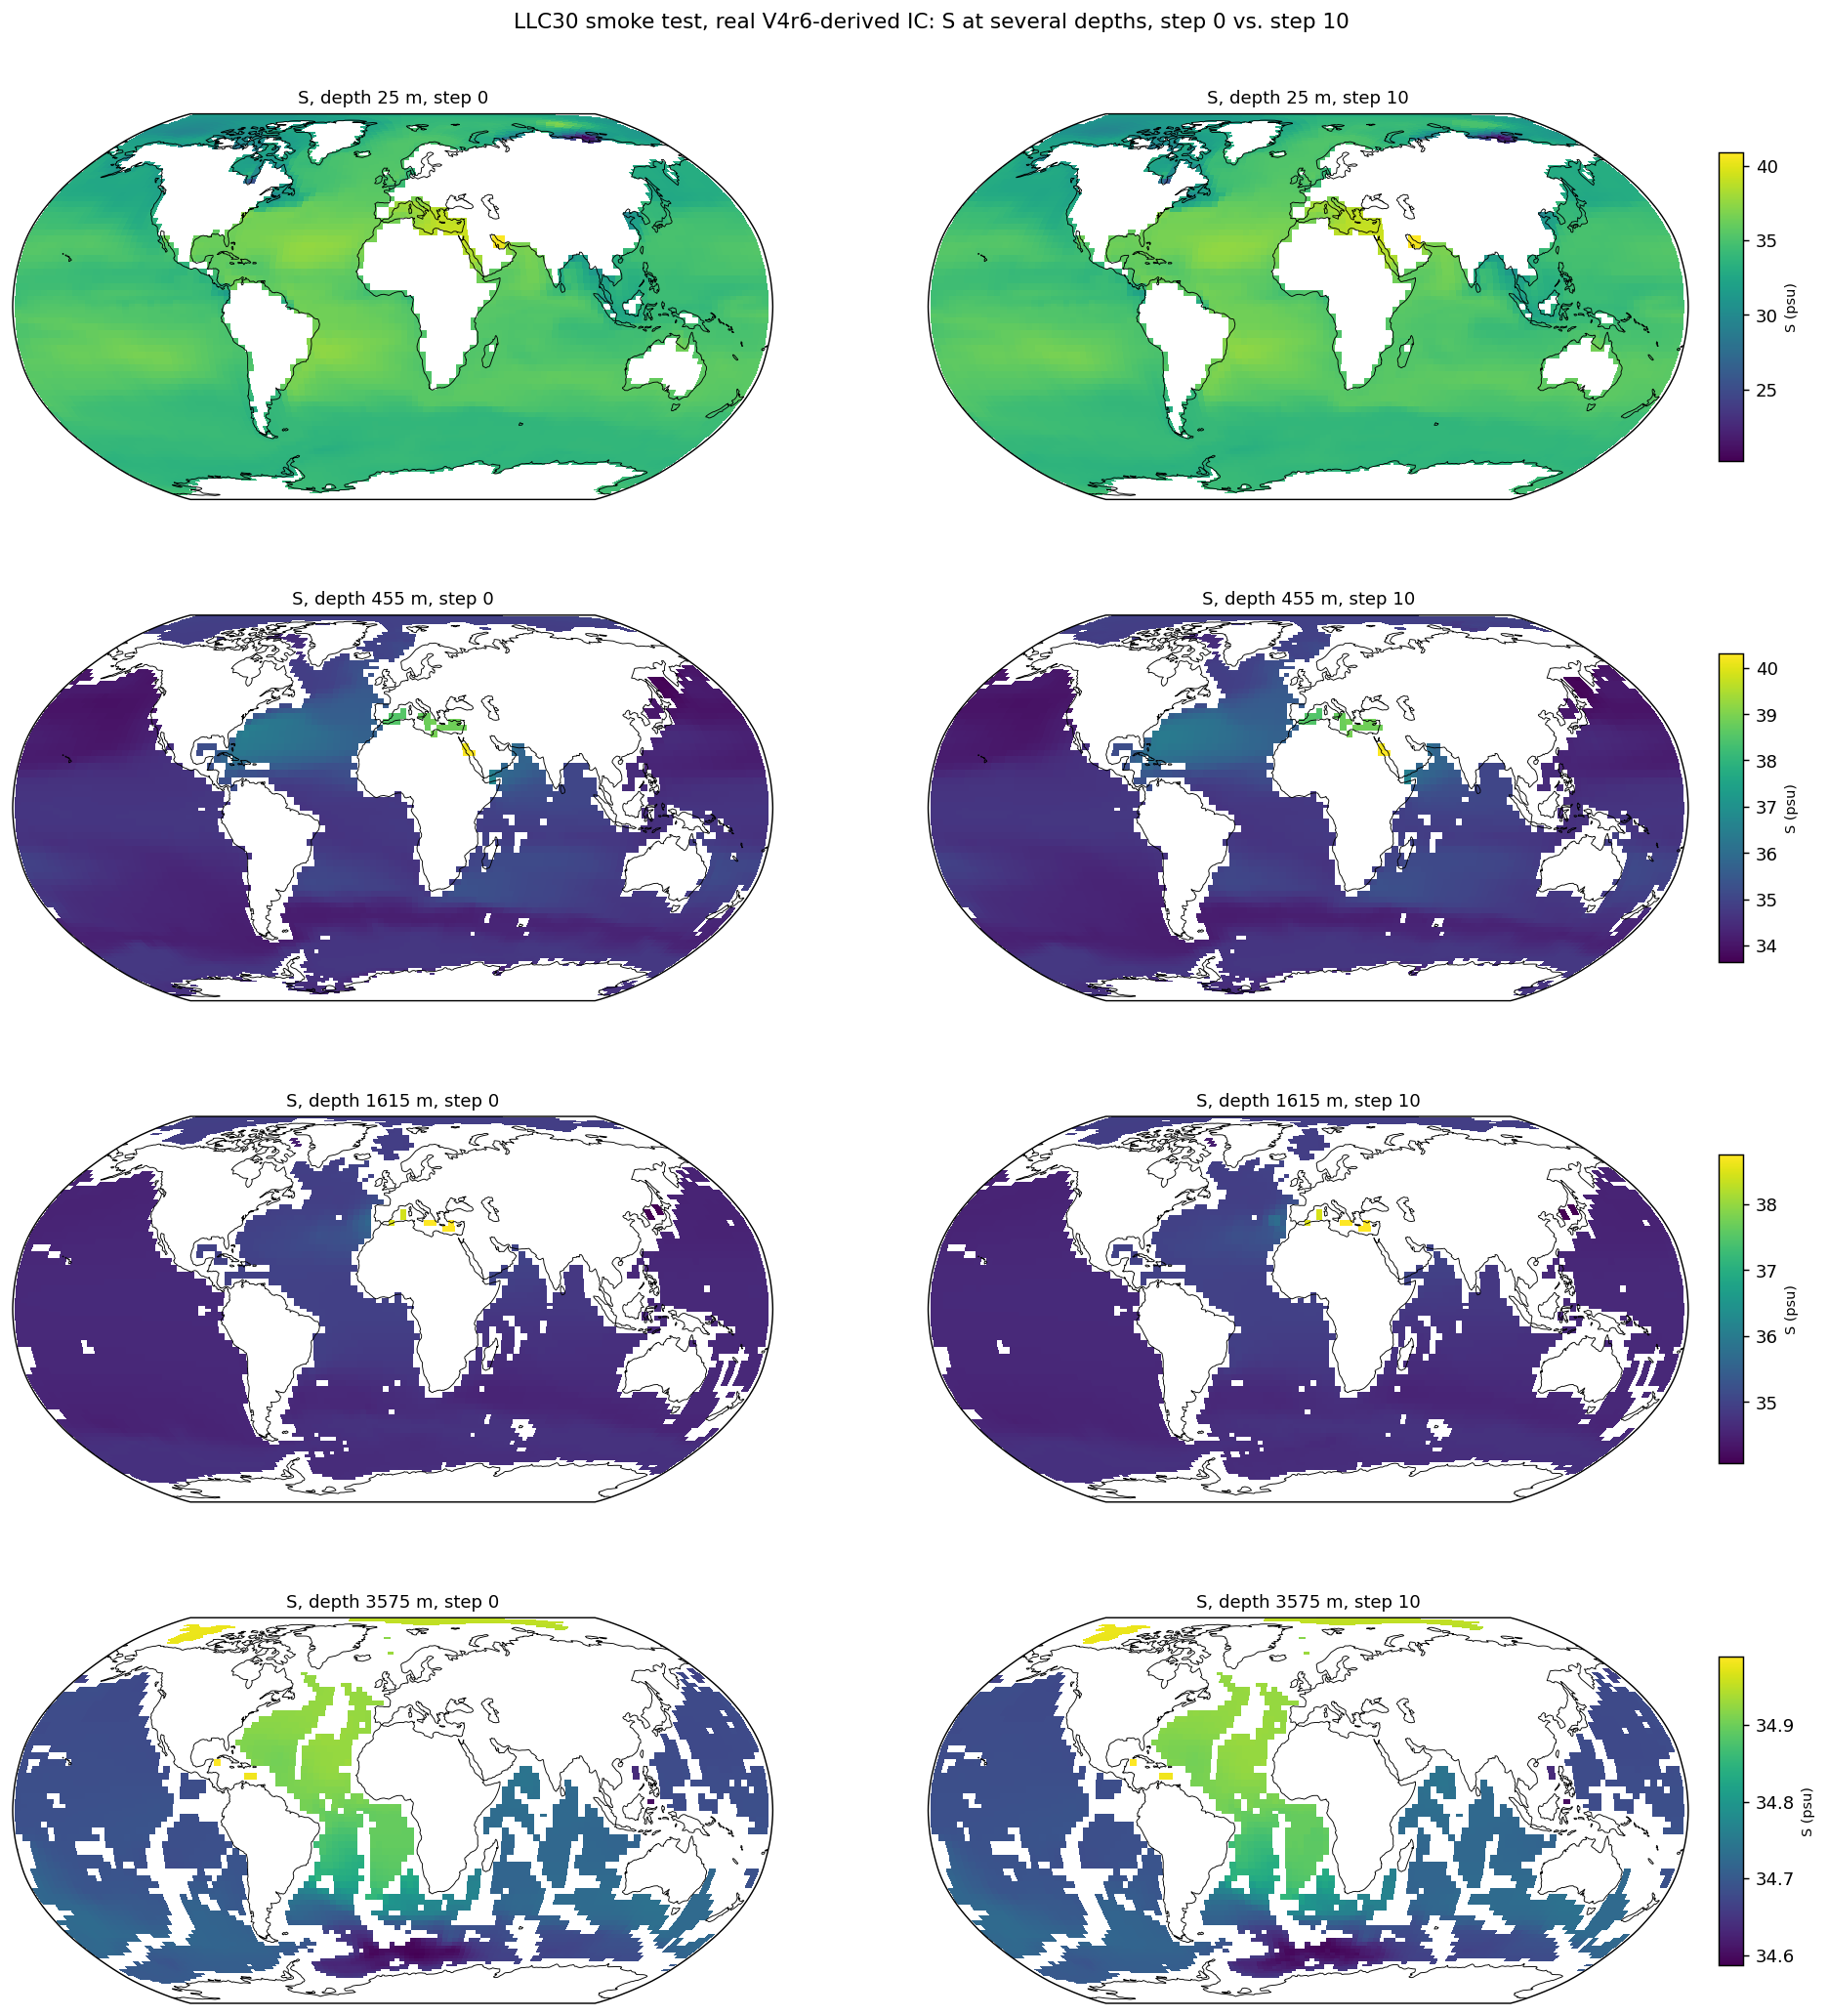 LLC30 smoke test, real V4r6-derived IC: S at several depths, step 0 vs. step 10
S, depth 25 m, step 0
S, depth 25 m, step 10
40
35
30
25
S (psu)
S, depth 455 m, step 0
S, depth 455 m, step 10
40
39
38
37
36
35
34
S (psu)
S, depth 1615 m, step 0
S, depth 1615 m, step 10
38
37
36
35
S (psu)
S, depth 3575 m, step 0
S, depth 3575 m, step 10
34.9
34.8
34.7
34.6
S (psu)